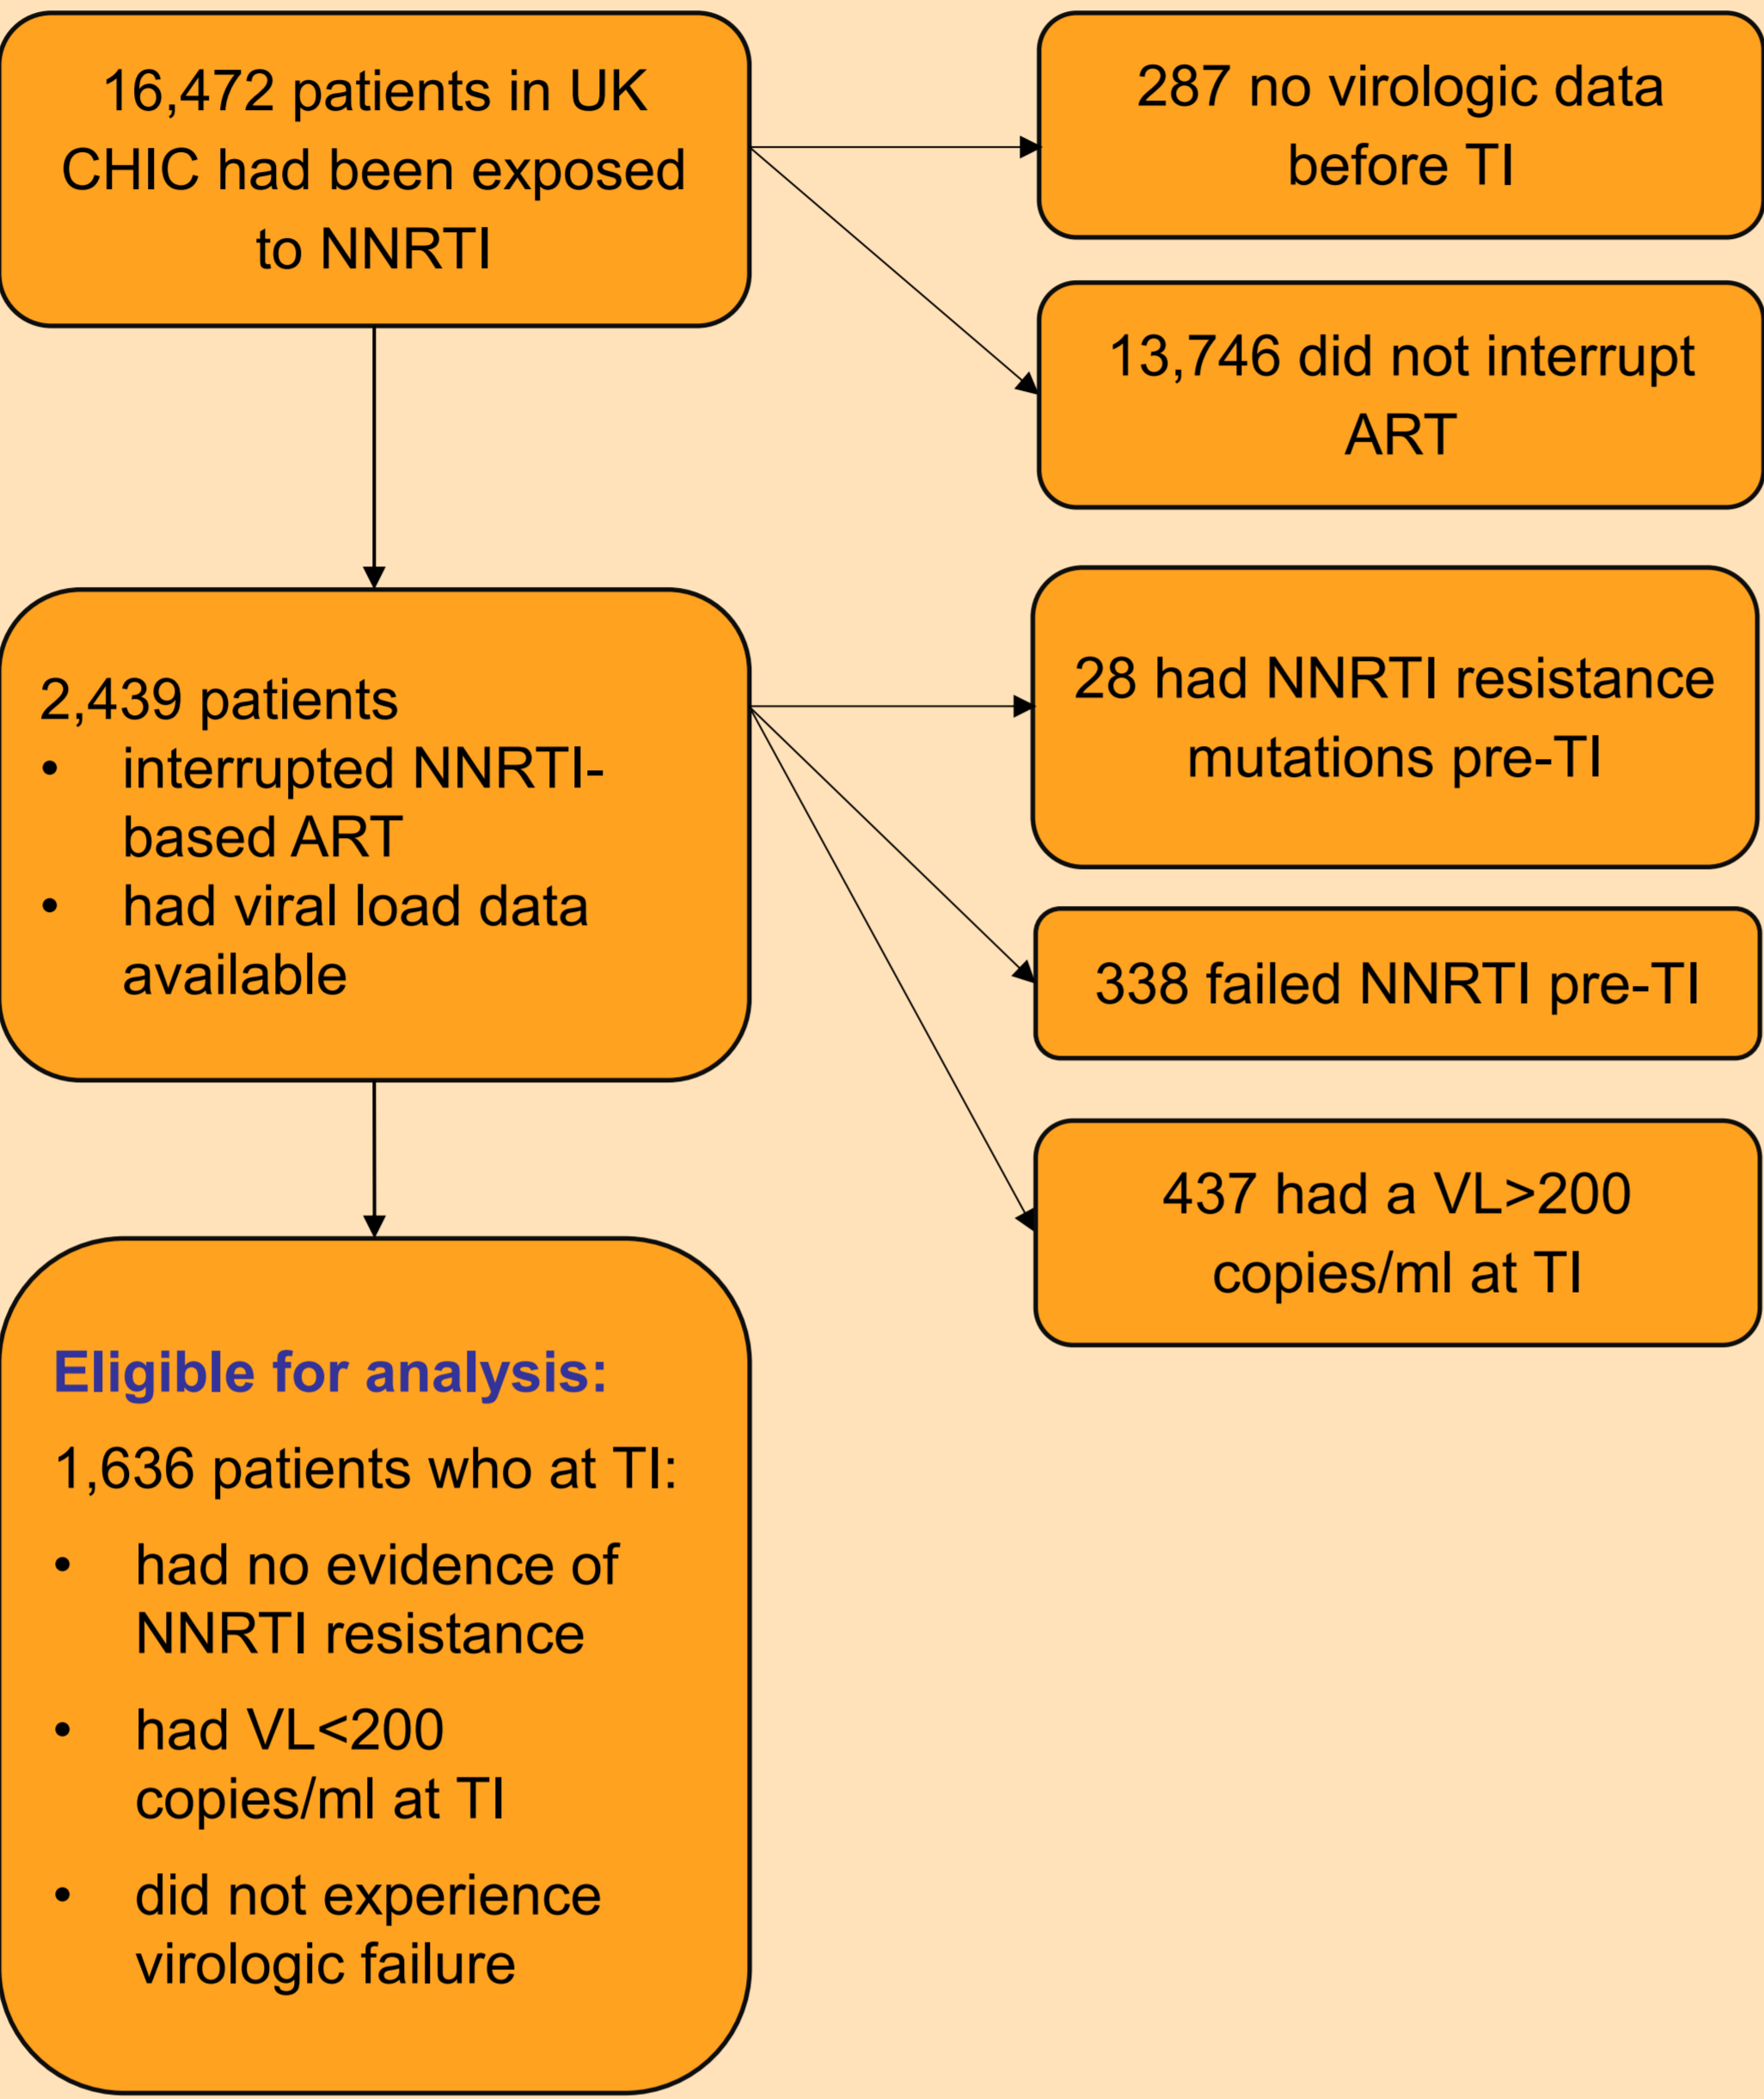 16,472 patients in UK
CHIC had been exposed
to NNRTI
287 no virologic data
before TI
13,746 did not interrupt
ART
2,439 patients
• interrupted NNRTI-
based ART
• had viral load data
available
28 had NNRTI resistance
mutations pre-TI
338 failed NNRTI pre-TI
437 had a VL>200
copies/ml at TI
Eligible for analysis:
1,636 patients who at TI:
• had no evidence of
NNRTI resistance
• had VL<200
copies/ml at TI
• did not experience
virologic failure